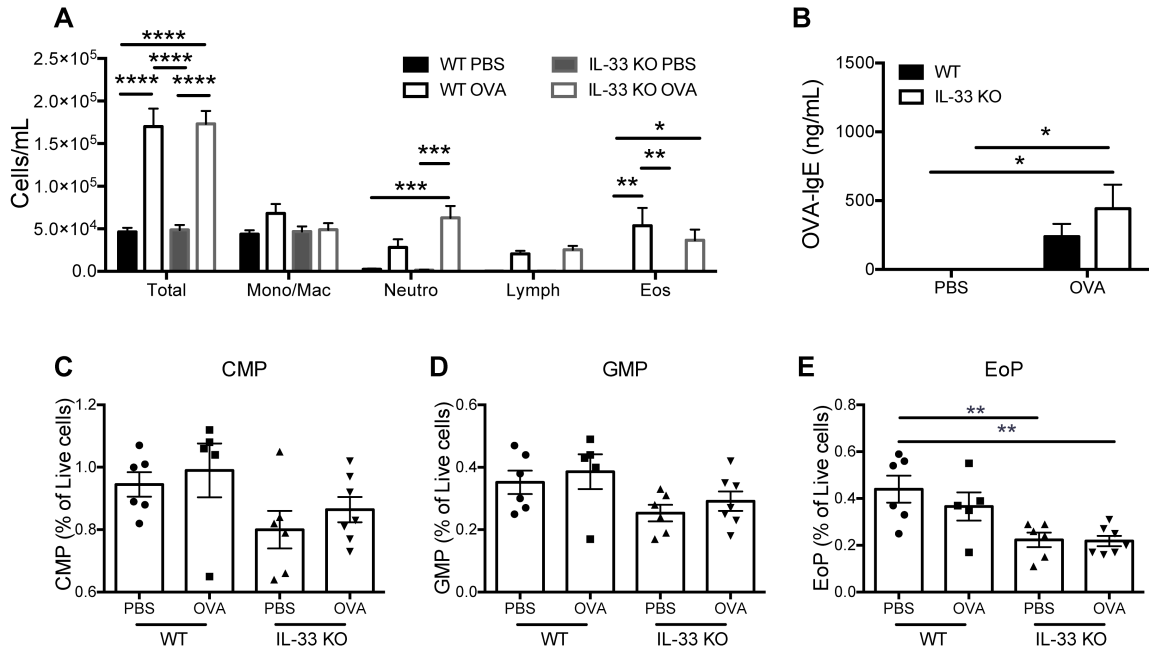 A
****
****
**** ****
2.5×10⁵
2.0×10⁵
1.5×10⁵
1.0×10⁵
5.0×10⁴
0.0
Cells/mL
WT PBS
WT OVA
IL-33 KO PBS
IL-33 KO OVA
***
***
*
**
**
Total Mono/Mac Neutro Lymph Eos
B
WT
IL-33 KO
1500
1000
500
0
OVA-IgE (ng/mL)
*
*
PBS OVA
C
CMP
1.2
1.0
0.8
0.6
CMP (% of Live cells)
PBS OVA PBS OVA
WT IL-33 KO
D
GMP
0.6
0.4
0.2
0.0
GMP (% of Live cells)
PBS OVA PBS OVA
WT IL-33 KO
E
EoP
0.8
0.6
0.4
0.2
0.0
EoP (% of Live cells)
**
**
PBS OVA PBS OVA
WT IL-33 KO